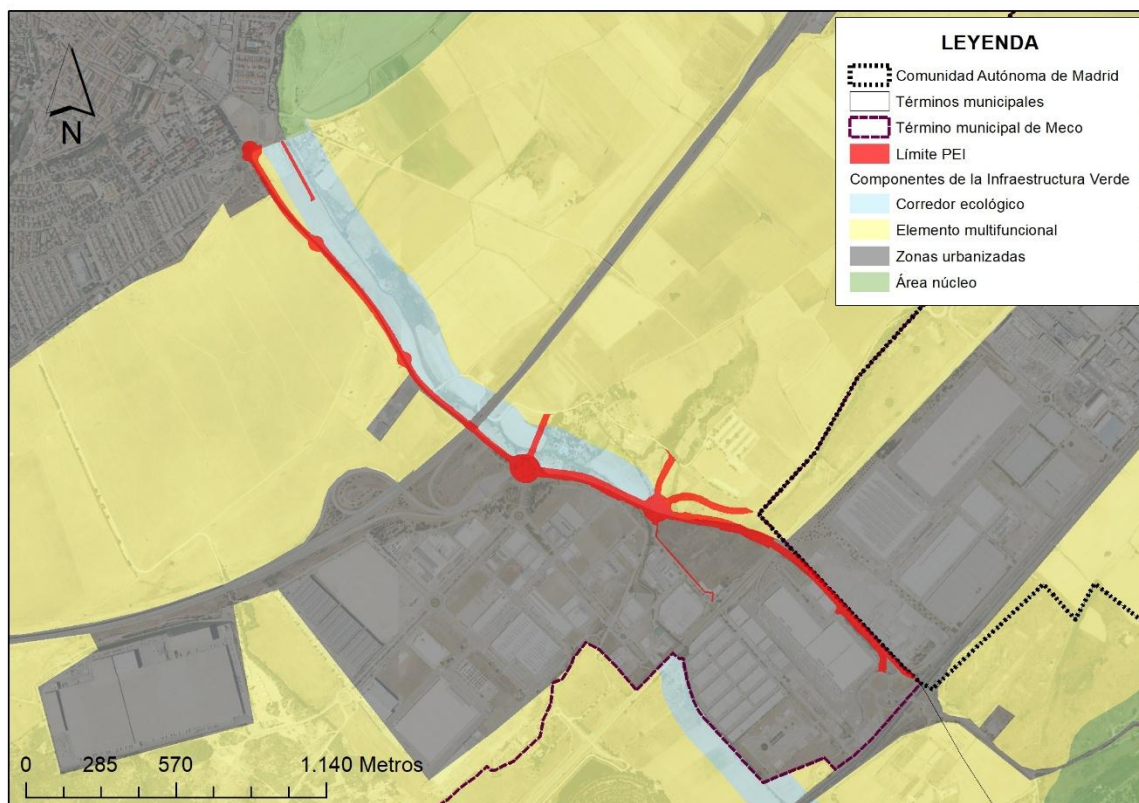 LEYENDA
Comunidad Autónoma de Madrid
Términos municipales
Término municipal de Meco
Límite PEI
Componentes de la Infraestructura Verde
Corredor ecológico
Elemento multifuncional
Zonas urbanizadas
Área núcleo
N
0 285 570 1.140 Metros